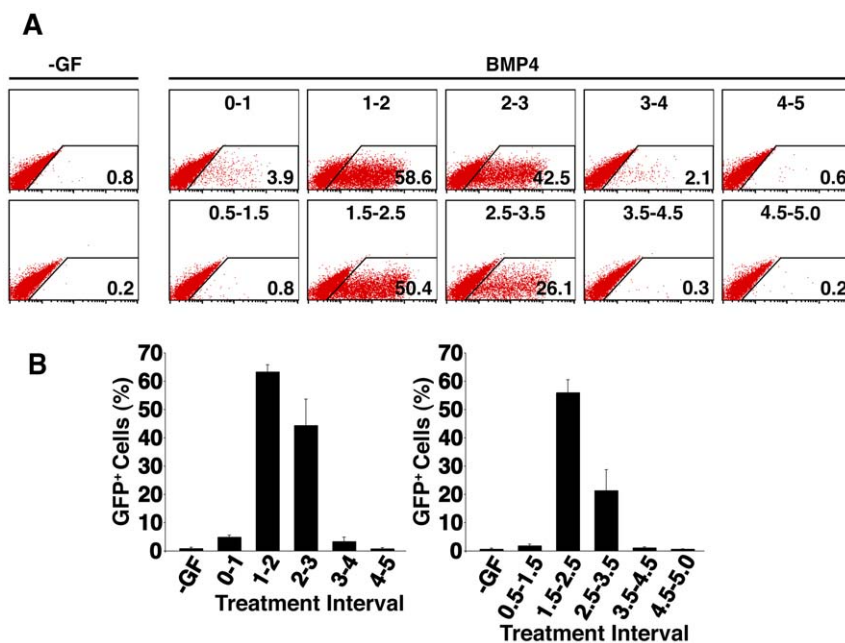 A
-GF BMP4
0-1 1-2 2-3 3-4 4-5
0.8 3.9 58.6 42.5 2.1 0.6
0.5-1.5 1.5-2.5 2.5-3.5 3.5-4.5 4.5-5.0
0.2 0.8 50.4 26.1 0.3 0.2
B
GFP+ Cells (%)
70
60
50
40
30
20
10
0
-GF 0-1 1-2 2-3 3-4 4-5
Treatment Interval
GFP+ Cells (%)
70
60
50
40
30
20
10
0
-GF 0.5-1.5 1.5-2.5 2.5-3.5 3.5-4.5 4.5-5.0
Treatment Interval